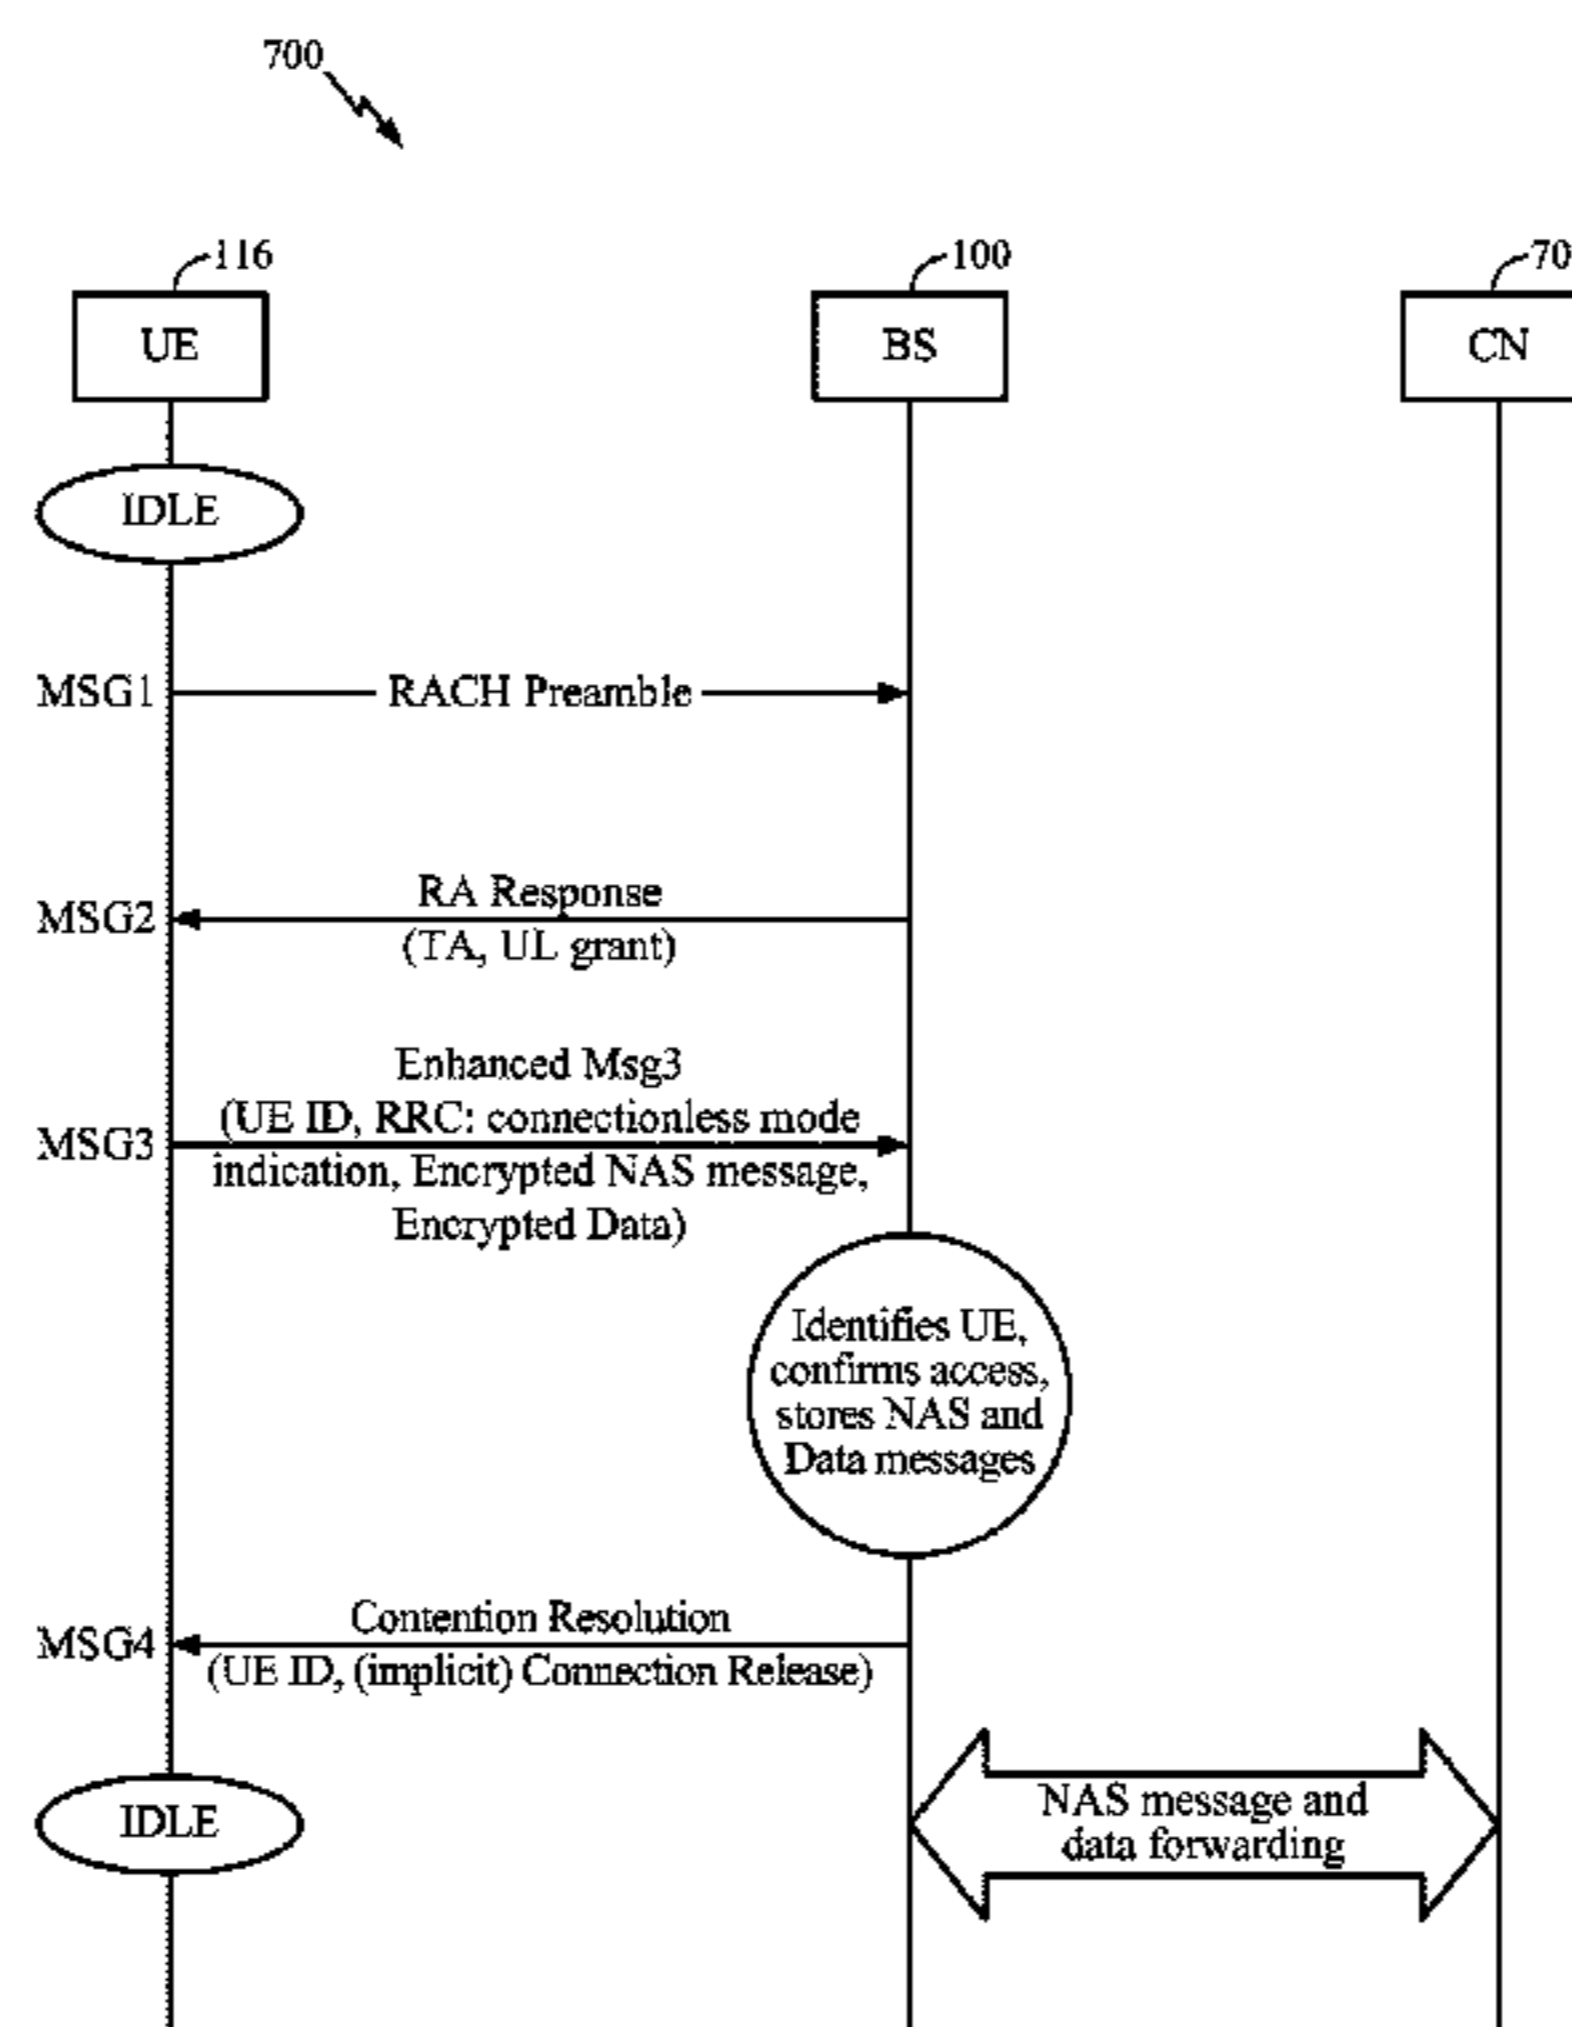 700
116
100
70
UE
BS
CN
IDLE
MSG1
RACH Preamble
RA Response
MSG2
(TA, UL grant)
Enhanced Msg3
(UE ID, RRC: connectionless mode
MSG3
indication, Encrypted NAS message,
Encrypted Data)
Identifies UE,
confirms access,
stores NAS and
Data messages
Contention Resolution
MSG4
(UE ID, (implicit) Connection Release)
IDLE
NAS message and
data forwarding